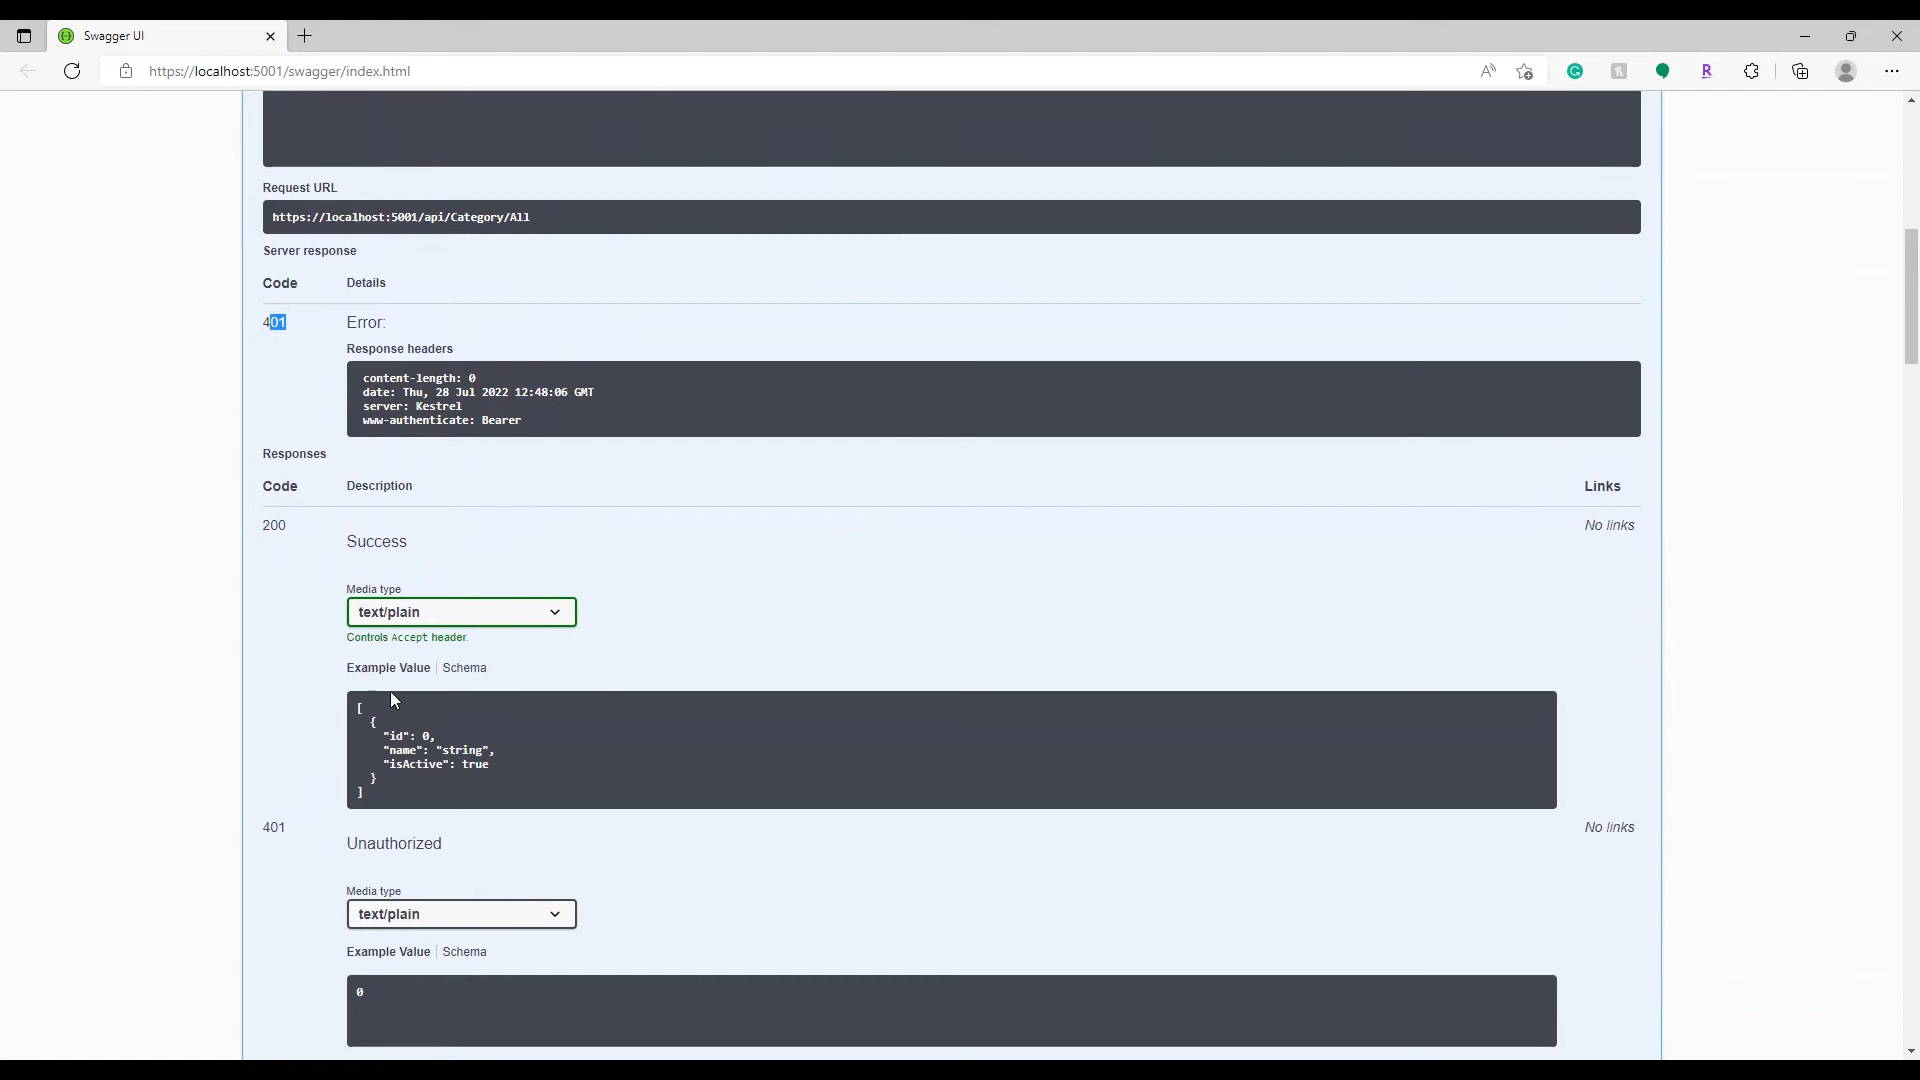 Swagger UI
https://localhost:5001/swagger/index.html
Request URL
https://localhost:5001/api/Category/All
Server response
Code Details
401 Error:
Response headers
content-length: 0
date: Thu, 28 Jul 2022 12:48:06 GMT
server: Kestrel
www-authenticate: Bearer
Responses
Code Description Links
200 No links
Success
Media type
text/plain
Controls Accept header.
Example Value Schema
[
{
"id": 0,
"name": "string",
"isActive": true
}
]
401 No links
Unauthorized
Media type
text/plain
Example Value Schema
0